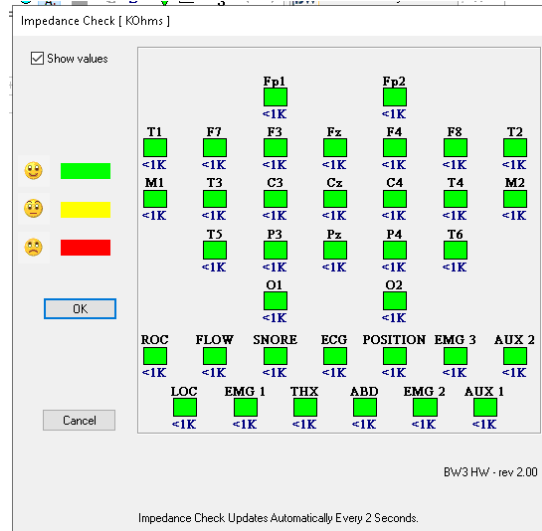 Impedance Check [ KOhms ]
Show values
Fp1 Fp2
<1K <1K
T1 F7 F3 Fz F4 F8 T2
<1K <1K <1K <1K <1K <1K <1K
M1 T3 C3 Cz C4 T4 M2
<1K <1K <1K <1K <1K <1K <1K
T5 P3 Pz P4 T6
<1K <1K <1K <1K <1K
O1 O2
<1K <1K
OK
ROC FLOW SNORE ECG POSITION EMG 3 AUX 2
<1K <1K <1K <1K <1K <1K <1K
LOC EMG 1 THX ABD EMG 2 AUX 1
<1K <1K <1K <1K <1K <1K
Cancel
BW3 HW - rev 2.00
Impedance Check Updates Automatically Every 2 Seconds.